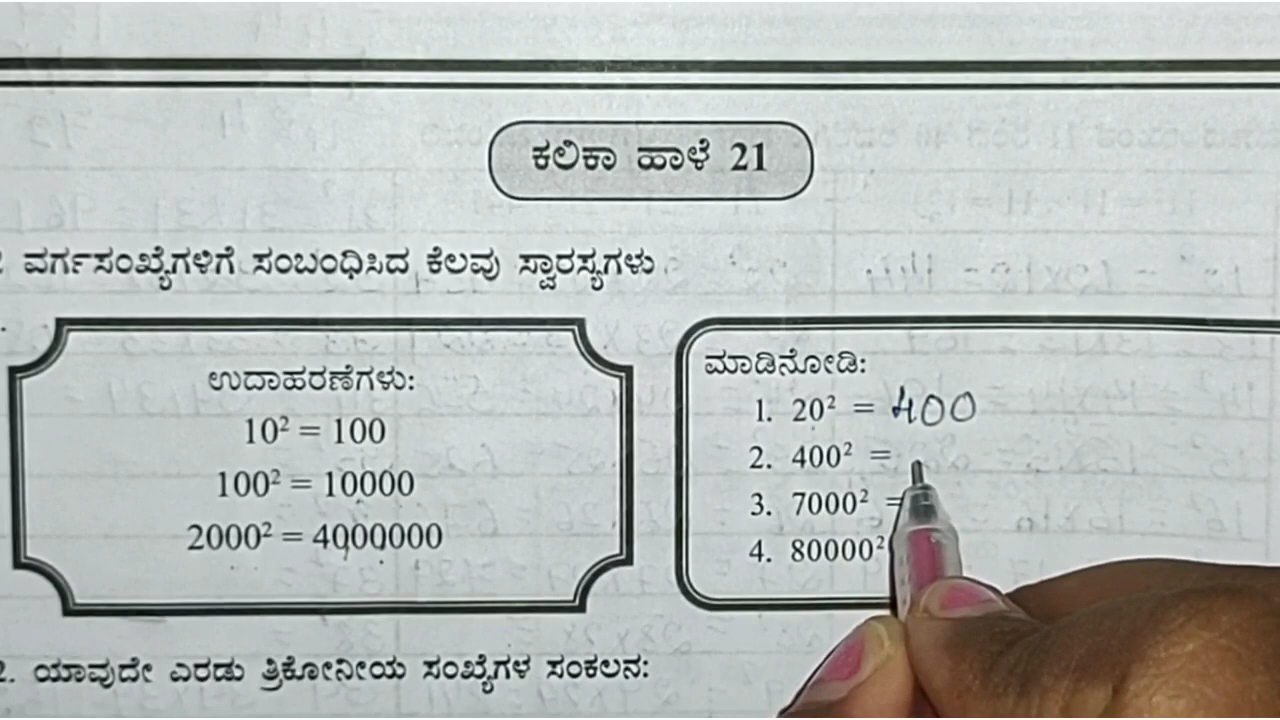 ಕಲಿಕಾ ಹಾಳೆ 21
ವರ್ಗಸಂಖ್ಯೆಗಳಿಗೆ ಸಂಬಂಧಿಸಿದ ಕೆಲವು ಸ್ವಾರಸ್ಯಗಳು
ಉದಾಹರಣೆಗಳು:
10² = 100
100² = 10000
2000² = 4000000
ಮಾಡಿನೋಡಿ:
1. 20² = 400
2. 400² =
3. 7000² =
4. 80000²
2. ಯಾವುದೇ ಎರಡು ತ್ರಿಕೋನೀಯ ಸಂಖ್ಯೆಗಳ ಸಂಕಲನ: